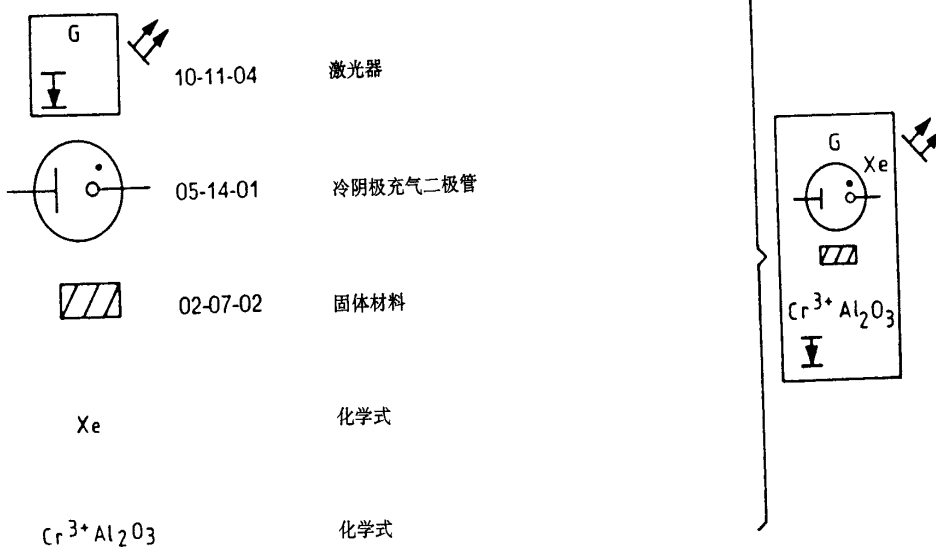 G
10-11-04 激光器
05-14-01 冷阴极充气二极管
02-07-02 固体材料
Xe 化学式
Cr³⁺Al₂O₃ 化学式
G
Xe
Cr³⁺Al₂O₃